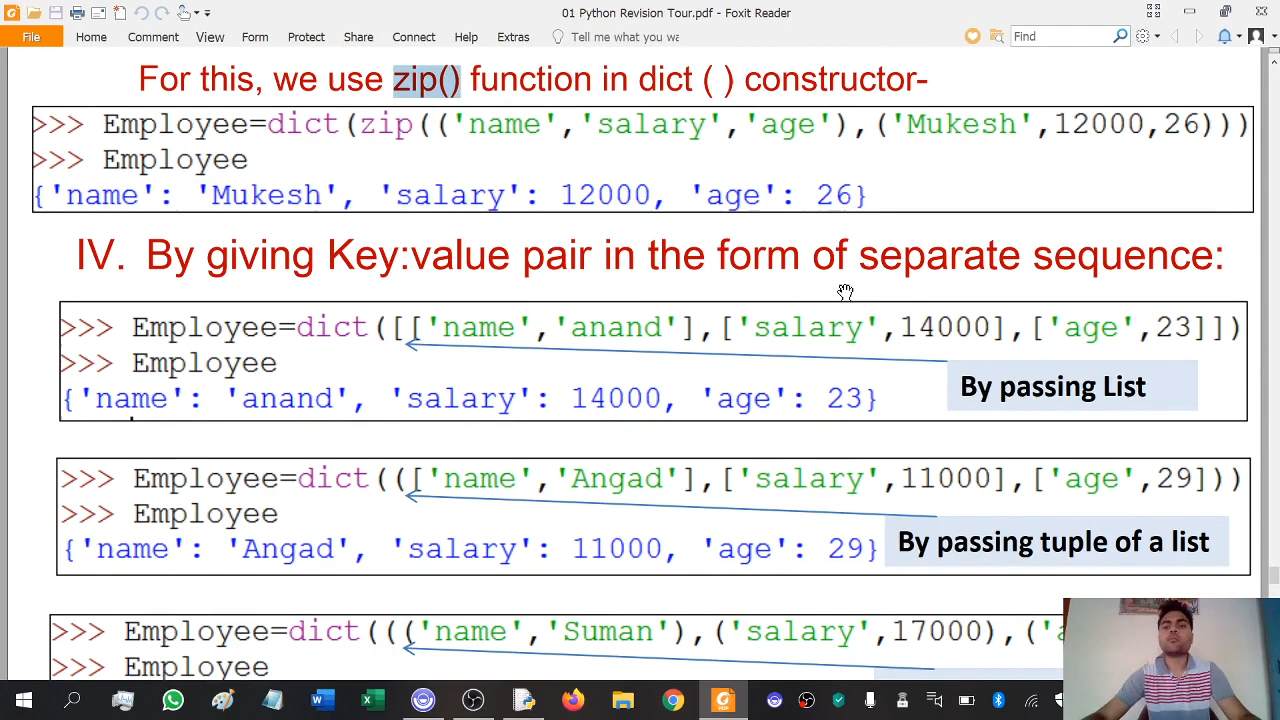 01 Python Revision Tour.pdf - Foxit Reader
File Home Comment View Form Protect Share Connect Help Extras Tell me what you wa Find
For this, we use zip() function in dict ( ) constructor-
>>> Employee=dict(zip(('name','salary','age'),('Mukesh',12000,26)))
>>> Employee
{'name': 'Mukesh', 'salary': 12000, 'age': 26}
IV. By giving Key:value pair in the form of separate sequence:
>>> Employee=dict([['name','anand'],['salary',14000],['age',23]])
>>> Employee
By passing List
{'name': 'anand', 'salary': 14000, 'age': 23}
>>> Employee=dict((['name','Angad'],['salary',11000],['age',29]))
>>> Employee
By passing tuple of a list
{'name': 'Angad', 'salary': 11000, 'age': 29}
>>> Employee=dict((('name','Suman'),('salary',17000),('a
>>> Employee